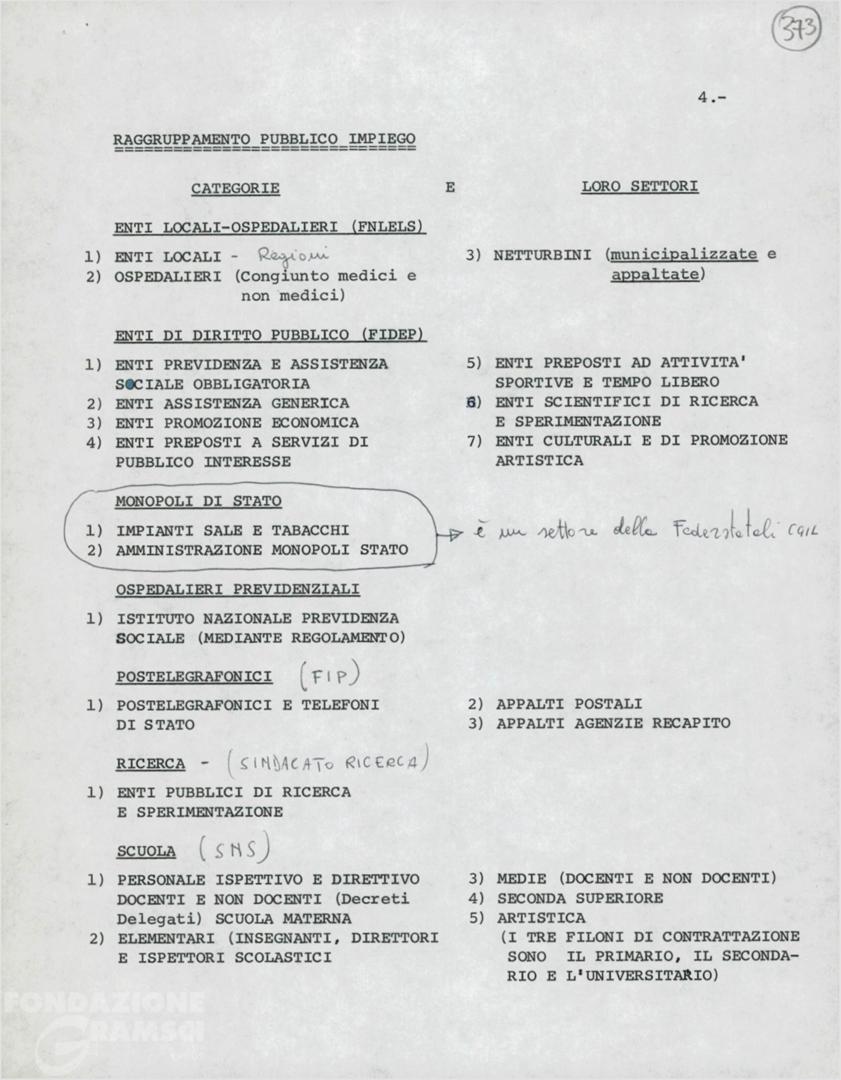 373
4.-
RAGGRUPPAMENTO PUBBLICO IMPIEGO
CATEGORIE E LORO SETTORI
ENTI LOCALI-OSPEDALIERI (FNLELS)
1) ENTI LOCALI - Regioni
2) OSPEDALIERI (Congiunto medici e
non medici)
3) NETTURBINI (municipalizzate e
appaltate)
ENTI DI DIRITTO PUBBLICO (FIDEP)
1) ENTI PREVIDENZA E ASSISTENZA
SOCIALE OBBLIGATORIA
2) ENTI ASSISTENZA GENERICA
3) ENTI PROMOZIONE ECONOMICA
4) ENTI PREPOSTI A SERVIZI DI
PUBBLICO INTERESSE
5) ENTI PREPOSTI AD ATTIVITA'
SPORTIVE E TEMPO LIBERO
6) ENTI SCIENTIFICI DI RICERCA
E SPERIMENTAZIONE
7) ENTI CULTURALI E DI PROMOZIONE
ARTISTICA
MONOPOLI DI STATO
1) IMPIANTI SALE E TABACCHI
2) AMMINISTRAZIONE MONOPOLI STATO
è un settore della Federstatali CGIL
OSPEDALIERI PREVIDENZIALI
1) ISTITUTO NAZIONALE PREVIDENZA
SOCIALE (MEDIANTE REGOLAMENTO)
POSTELEGRAFONICI (FIP)
1) POSTELEGRAFONICI E TELEFONI
DI STATO
2) APPALTI POSTALI
3) APPALTI AGENZIE RECAPITO
RICERCA - (SINDACATO RICERCA)
1) ENTI PUBBLICI DI RICERCA
E SPERIMENTAZIONE
SCUOLA (SNS)
1) PERSONALE ISPETTIVO E DIRETTIVO
DOCENTI E NON DOCENTI (Decreti
Delegati) SCUOLA MATERNA
2) ELEMENTARI (INSEGNANTI, DIRETTORI
E ISPETTORI SCOLASTICI
3) MEDIE (DOCENTI E NON DOCENTI)
4) SECONDA SUPERIORE
5) ARTISTICA
(I TRE FILONI DI CONTRATTAZIONE
SONO IL PRIMARIO, IL SECONDA-
RIO E L'UNIVERSITARIO)
FONDAZIONE
GRAMSCI